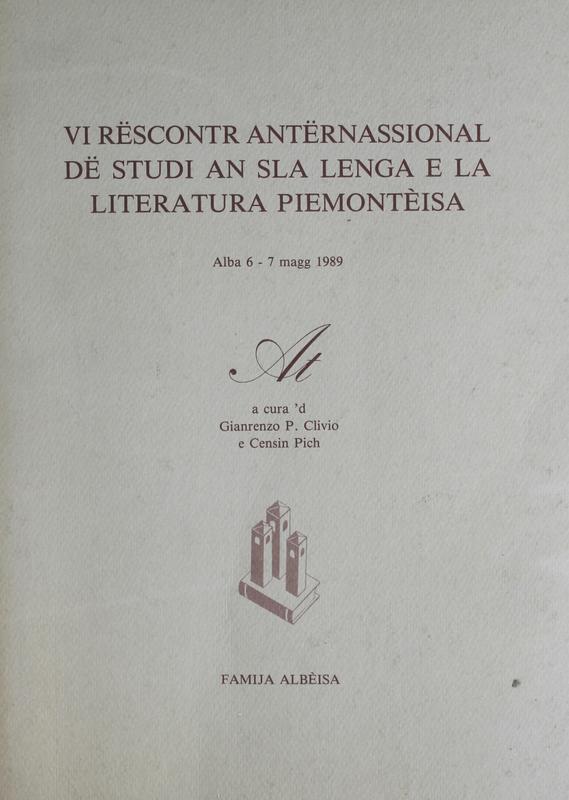 VI RËSCONTR ANTËRNASSIONAL
DË STUDI AN SLA LENGA E LA
LITERATURA PIEMONTÈISA
Alba 6 - 7 magg 1989
At
a cura 'd
Gianrenzo P. Clivio
e Censin Pich
FAMIJA ALBÈISA